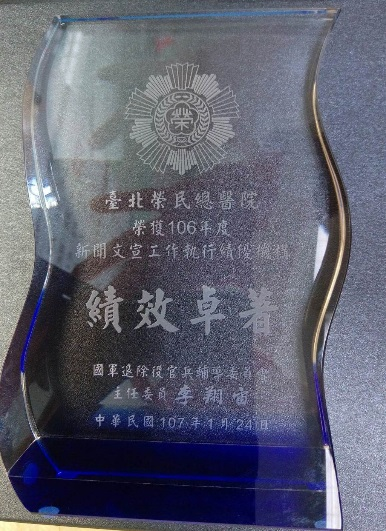 榮
臺北榮民總醫院
榮獲106年度
新聞文宣工作執行績優機構
績效卓著
國軍退除役官兵輔導委員會
主任委員 李翔宙
中華民國107年1月24日